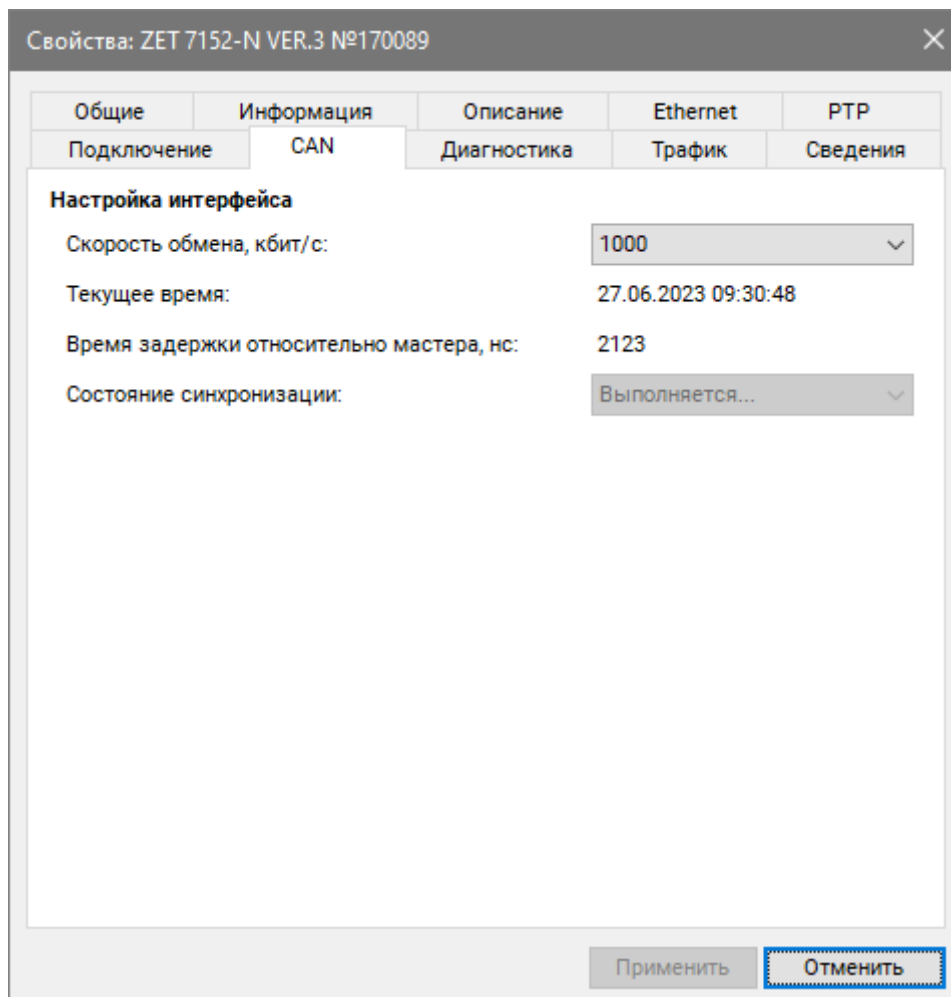 Свойства: ZET 7152-N VER.3 №170089
Общие Информация Описание Ethernet PTP
Подключение CAN Диагностика Трафик Сведения
Настройка интерфейса
Скорость обмена, кбит/с: 1000
Текущее время: 27.06.2023 09:30:48
Время задержки относительно мастера, нс: 2123
Состояние синхронизации: Выполняется...
Применить Отменить